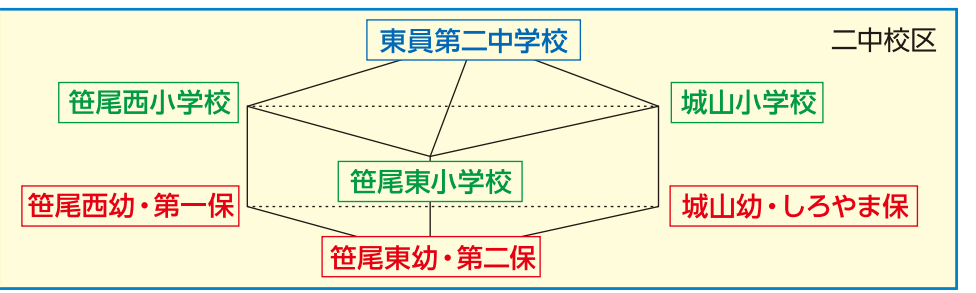 東員第二中学校
二中校区
笹尾西小学校
城山小学校
笹尾東小学校
笹尾西幼・第一保
城山幼・しろやま保
笹尾東幼・第二保